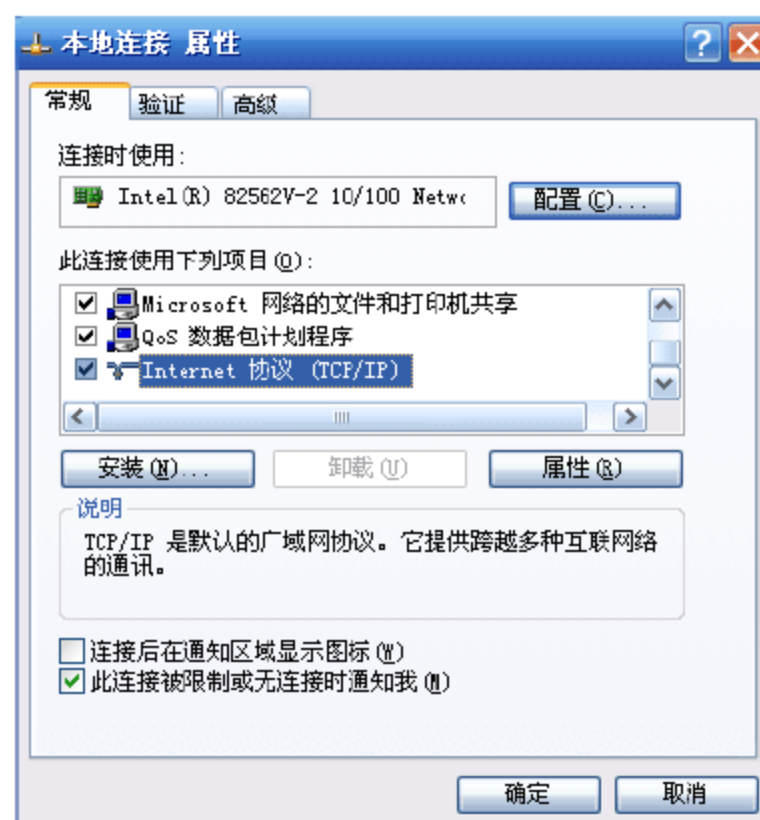 本地连接 属性
常规 验证 高级
连接时使用:
Intel(R) 82562V-2 10/100 Netwo 配置(C)...
此连接使用下列项目(O):
Microsoft 网络的文件和打印机共享
QoS 数据包计划程序
Internet 协议 (TCP/IP)
安装(N)... 卸载(U) 属性(R)
说明
TCP/IP 是默认的广域网协议。它提供跨越多种互联网络
的通讯。
连接后在通知区域显示图标(W)
此连接被限制或无连接时通知我(M)
确定 取消